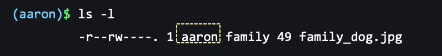 (aaron)$ ls -l
-r--rw----. 1 aaron family 49 family_dog.jpg